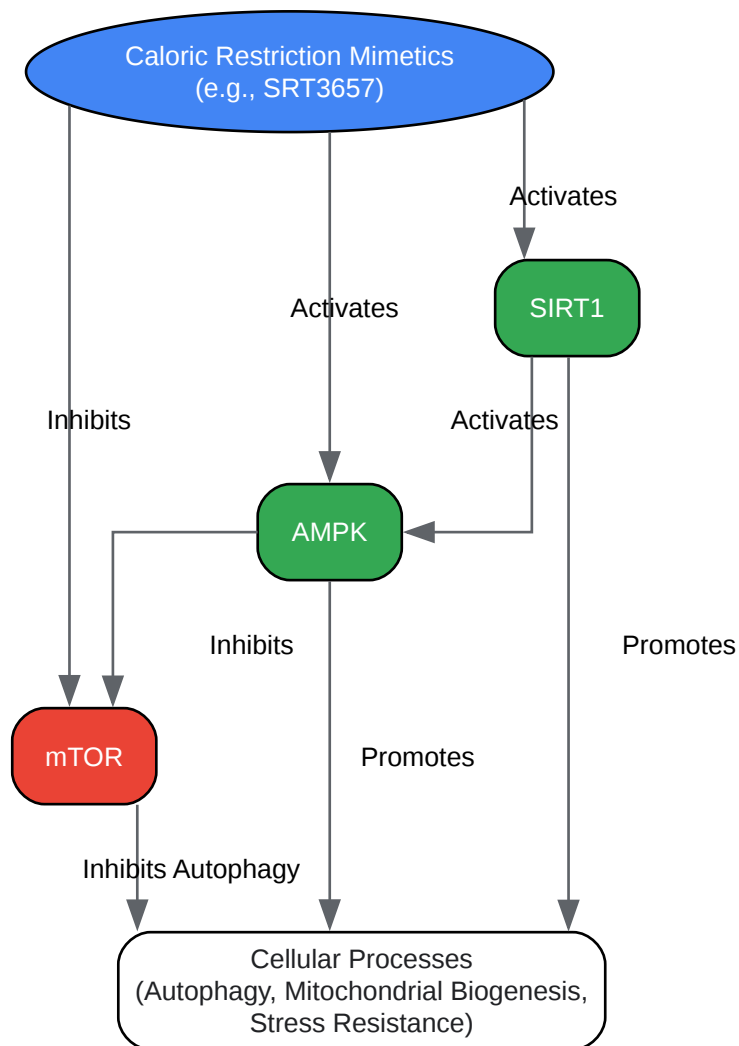 Caloric Restriction Mimetics
(e.g., SRT3657)
Activates
SIRT1
Activates
Inhibits
Activates
AMPK
Inhibits
Promotes
mTOR
Promotes
Inhibits Autophagy
Cellular Processes
(Autophagy, Mitochondrial Biogenesis,
Stress Resistance)